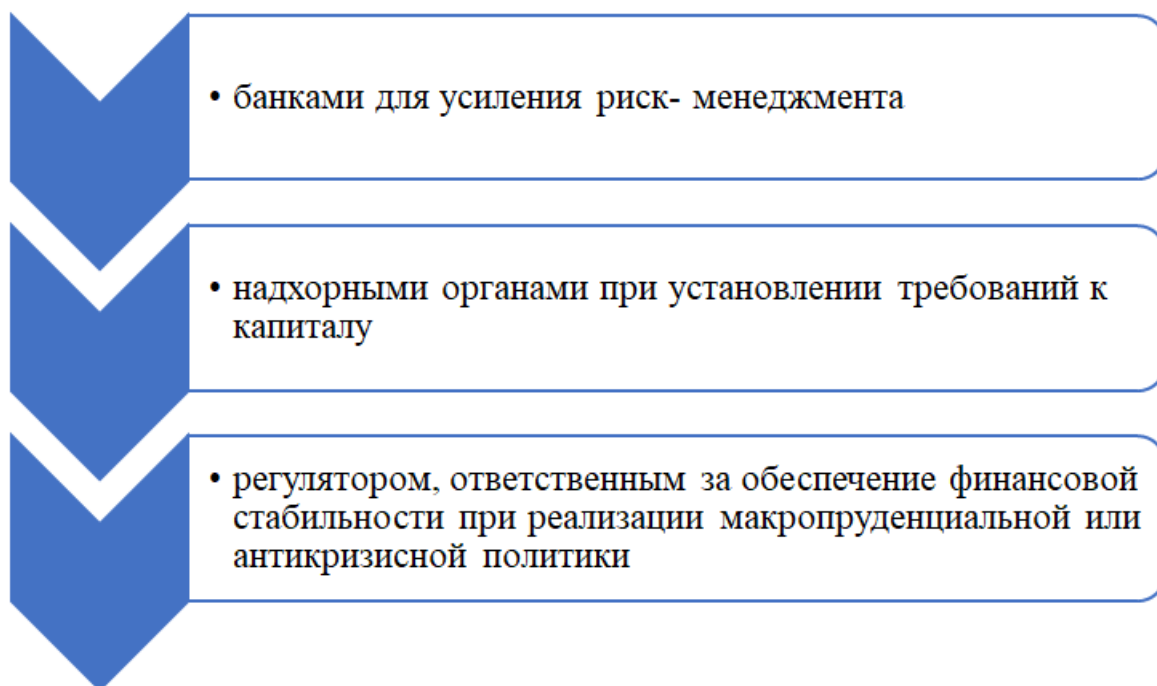 • банками для усиления риск- менеджмента
• надхорными органами при установлении требований к
капиталу
• регулятором, ответственным за обеспечение финансовой
стабильности при реализации макропруденциальной или
антикризисной политики